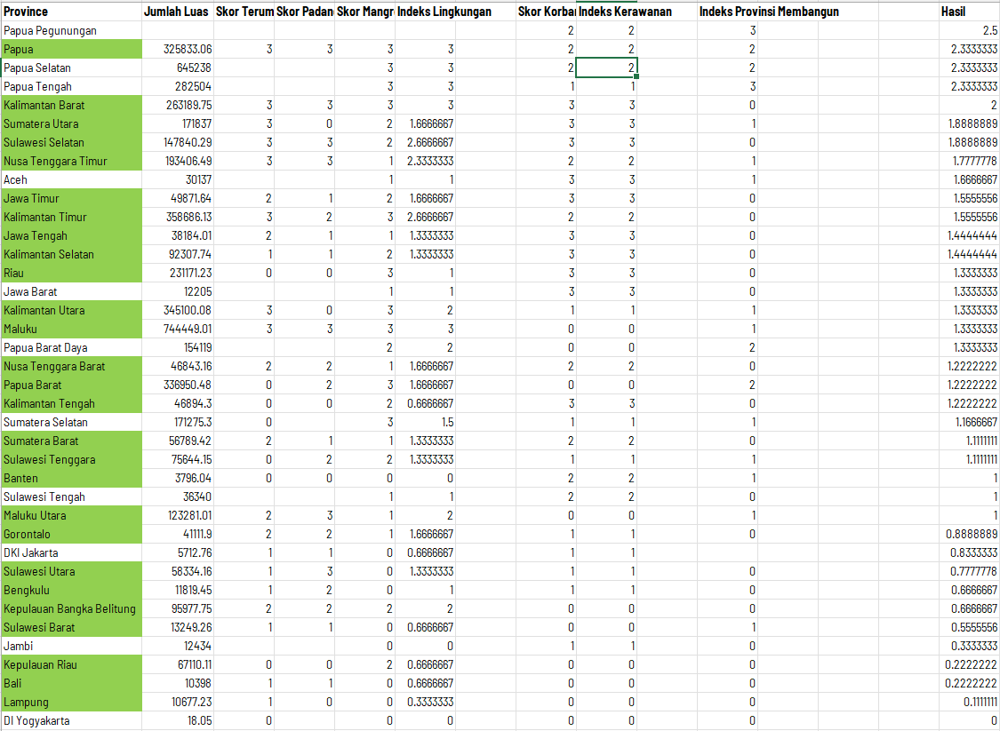 Province Jumlah Luas Skor Terum Skor Padan Skor Mangr Indeks Lingkungan Skor Korba Indeks Kerawanan Indeks Provinsi Membangun Hasil
Papua Pegunungan 2 2 3 2.5
Papua 325833.06 3 3 3 3 2 2 2 2.3333333
Papua Selatan 645238 3 3 2 2 2 2.3333333
Papua Tengah 282504 3 3 1 1 3 2.3333333
Kalimantan Barat 263189.75 3 3 3 3 3 3 0 2
Sumatera Utara 171837 3 0 2 1.6666667 3 3 1 1.8888889
Sulawesi Selatan 147840.29 3 3 2 2.6666667 3 3 0 1.8888889
Nusa Tenggara Timur 193406.49 3 3 1 2.3333333 2 2 1 1.7777778
Aceh 30137 1 1 3 3 1 1.6666667
Jawa Timur 49871.64 2 1 2 1.6666667 3 3 0 1.5555556
Kalimantan Timur 358686.13 3 2 3 2.6666667 2 2 0 1.5555556
Jawa Tengah 38184.01 2 1 1 1.3333333 3 3 0 1.4444444
Kalimantan Selatan 92307.74 1 1 2 1.3333333 3 3 0 1.4444444
Riau 231171.23 0 0 3 1 3 3 0 1.3333333
Jawa Barat 12205 1 1 3 3 0 1.3333333
Kalimantan Utara 345100.08 3 0 3 2 1 1 1 1.3333333
Maluku 744449.01 3 3 3 3 0 0 1 1.3333333
Papua Barat Daya 154119 2 2 0 0 2 1.3333333
Nusa Tenggara Barat 46843.16 2 2 1 1.6666667 2 2 0 1.2222222
Papua Barat 336950.48 0 2 3 1.6666667 0 0 2 1.2222222
Kalimantan Tengah 46894.3 0 0 2 0.6666667 3 3 0 1.2222222
Sumatera Selatan 171275.3 0 3 1.5 1 1 1 1.1666667
Sumatera Barat 56789.42 2 1 1 1.3333333 2 2 0 1.1111111
Sulawesi Tenggara 75644.15 0 2 2 1.3333333 1 1 1 1.1111111
Banten 3796.04 0 0 0 0 2 2 1 1
Sulawesi Tengah 36340 1 1 2 2 0 1
Maluku Utara 123281.01 2 3 1 2 0 0 1 1
Gorontalo 41111.9 2 2 1 1.6666667 1 1 0 0.8888889
DKI Jakarta 5712.76 1 1 0 0.6666667 1 1 0.8333333
Sulawesi Utara 58334.16 1 3 0 1.3333333 1 1 0 0.7777778
Bengkulu 11819.45 1 2 0 1 1 1 0 0.6666667
Kepulauan Bangka Belitung 95977.75 2 2 2 2 0 0 0 0.6666667
Sulawesi Barat 13249.26 1 1 0 0.6666667 0 0 1 0.5555556
Jambi 12434 0 0 1 1 0 0.3333333
Kepulauan Riau 67110.11 0 0 2 0.6666667 0 0 0 0.2222222
Bali 10398 1 1 0 0.6666667 0 0 0 0.2222222
Lampung 10677.23 1 0 0 0.3333333 0 0 0 0.1111111
DI Yogyakarta 18.05 0 0 0 0 0 0 0